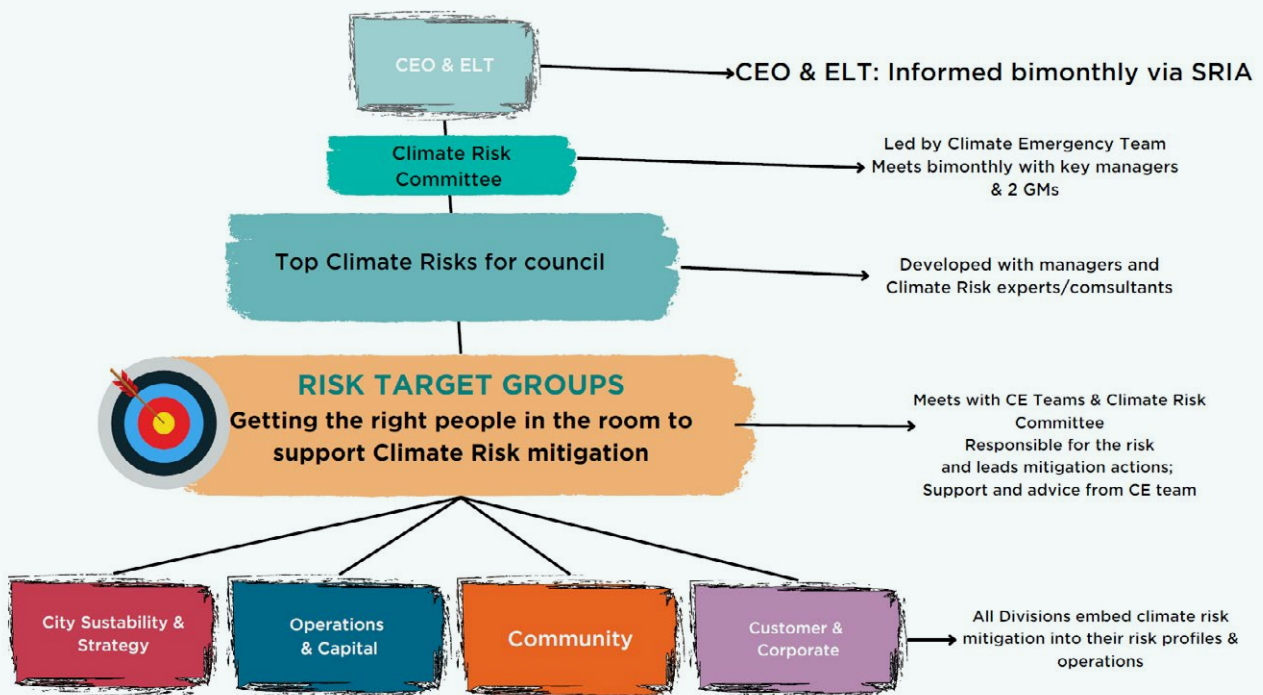 CEO & ELT
CEO & ELT: Informed bimonthly via SRIA
Climate Risk
Committee
Led by Climate Emergency Team
Meets bimonthly with key managers
& 2 GMs
Top Climate Risks for council
Developed with managers and
Climate Risk experts/comsultants
RISK TARGET GROUPS
Getting the right people in the room to
support Climate Risk mitigation
Meets with CE Teams & Climate Risk
Committee
Responsible for the risk
and leads mitigation actions;
Support and advice from CE team
City Sustability &
Strategy
Operations
& Capital
Community
Customer &
Corporate
All Divisions embed climate risk
mitigation into their risk profiles &
operations